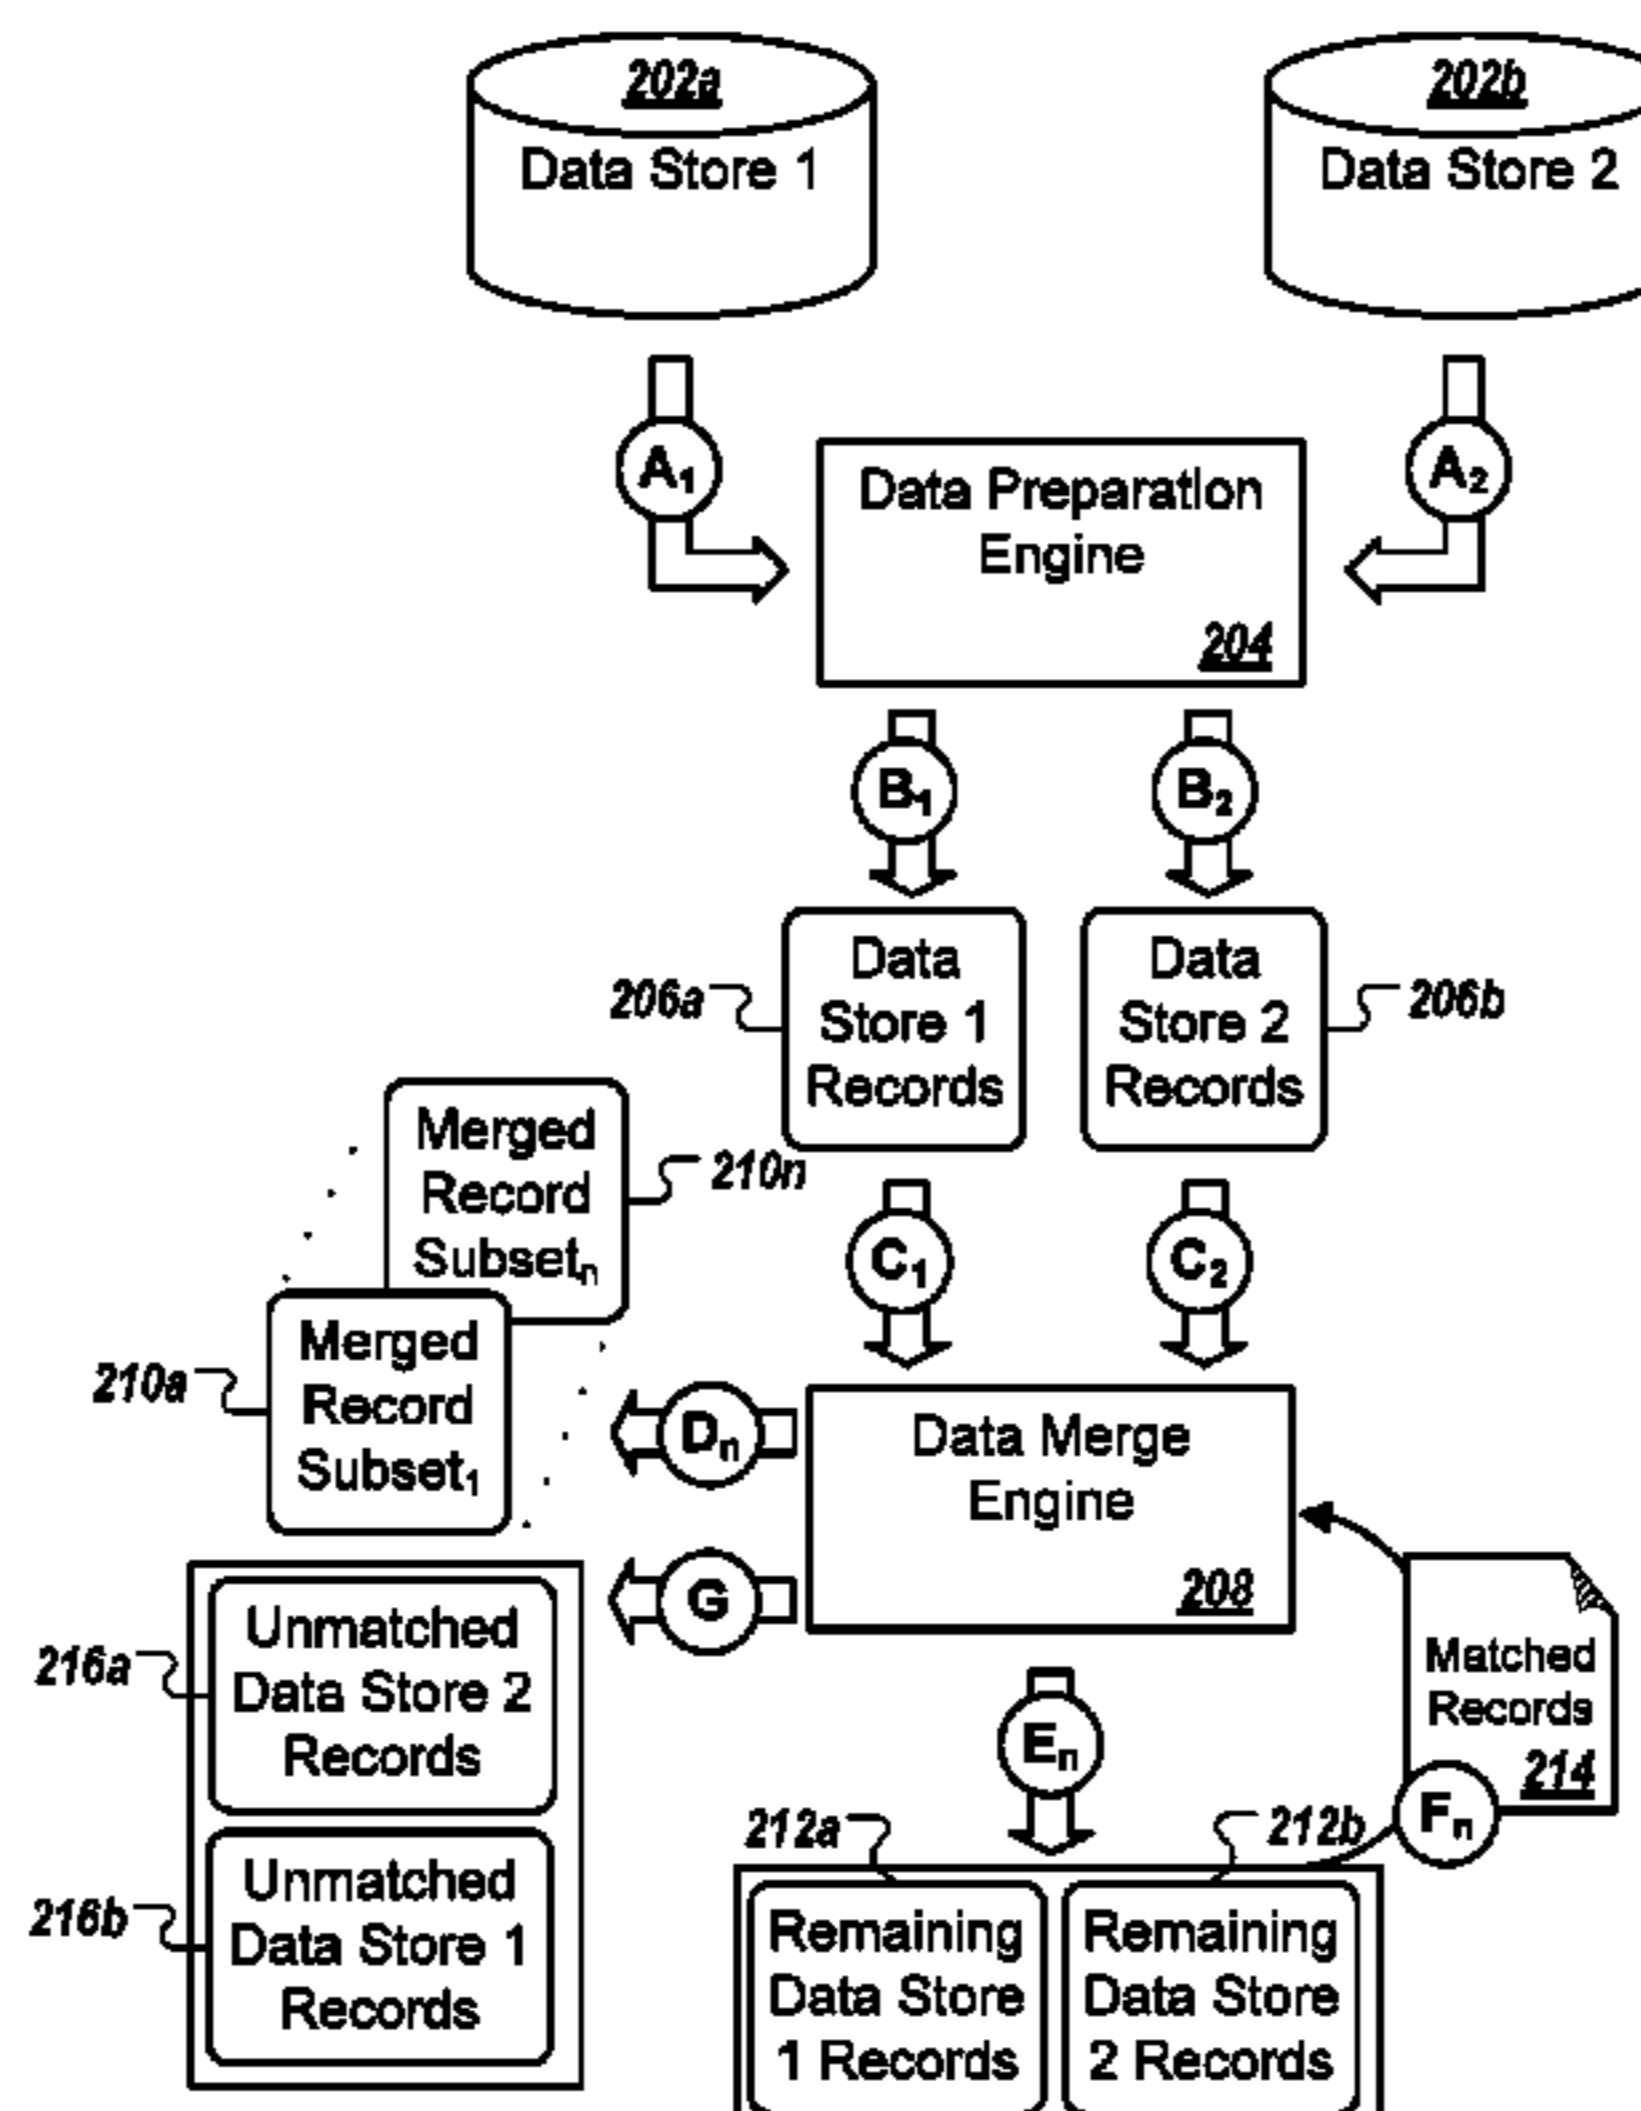 202a
Data Store 1
202b
Data Store 2
A1
A2
Data Preparation
Engine
204
B1
B2
Data
Store 1
Records
206a
Data
Store 2
Records
206b
Merged
Record
Subsetn
210n
C1
C2
Merged
Record
Subset1
210a
Dn
Data Merge
Engine
208
G
Matched
Records
214
Unmatched
Data Store 2
Records
216a
En
Fn
212a
212b
Unmatched
Data Store 1
Records
216b
Remaining
Data Store
1 Records
Remaining
Data Store
2 Records